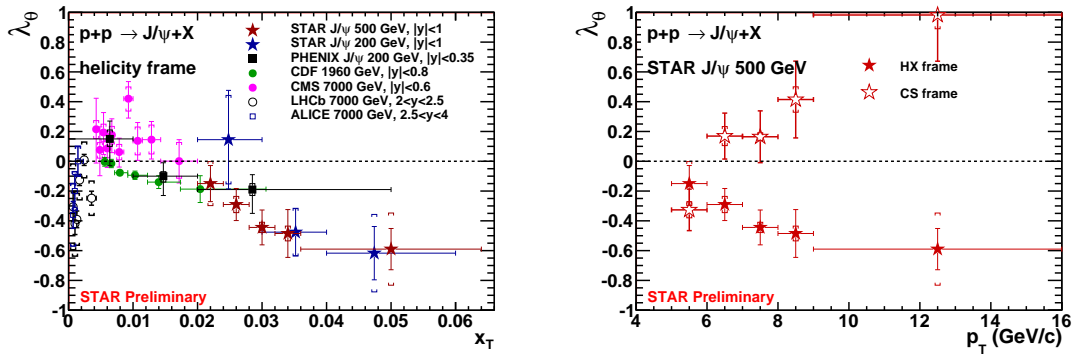 λθ
p+p → J/ψ+X
helicity frame
STAR J/ψ 500 GeV, |y|<1
STAR J/ψ 200 GeV, |y|<1
PHENIX J/ψ 200 GeV, |y|<0.35
CDF 1960 GeV, |y|<0.8
CMS 7000 GeV, |y|<0.6
LHCb 7000 GeV, 2<y<2.5
ALICE 7000 GeV, 2.5<y<4
1
0.8
0.6
0.4
0.2
0
-0.2
-0.4
-0.6
-0.8
-1
STAR Preliminary
0 0.01 0.02 0.03 0.04 0.05 0.06
xT
λθ
p+p → J/ψ+X
STAR J/ψ 500 GeV
HX frame
CS frame
1
0.8
0.6
0.4
0.2
0
-0.2
-0.4
-0.6
-0.8
-1
STAR Preliminary
4 6 8 10 12 14 16
pT (GeV/c)